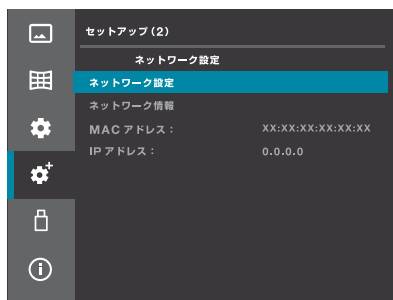 セットアップ(2)
ネットワーク設定
ネットワーク設定
ネットワーク情報
MAC アドレス： XX:XX:XX:XX:XX:XX
IP アドレス： 0.0.0.0